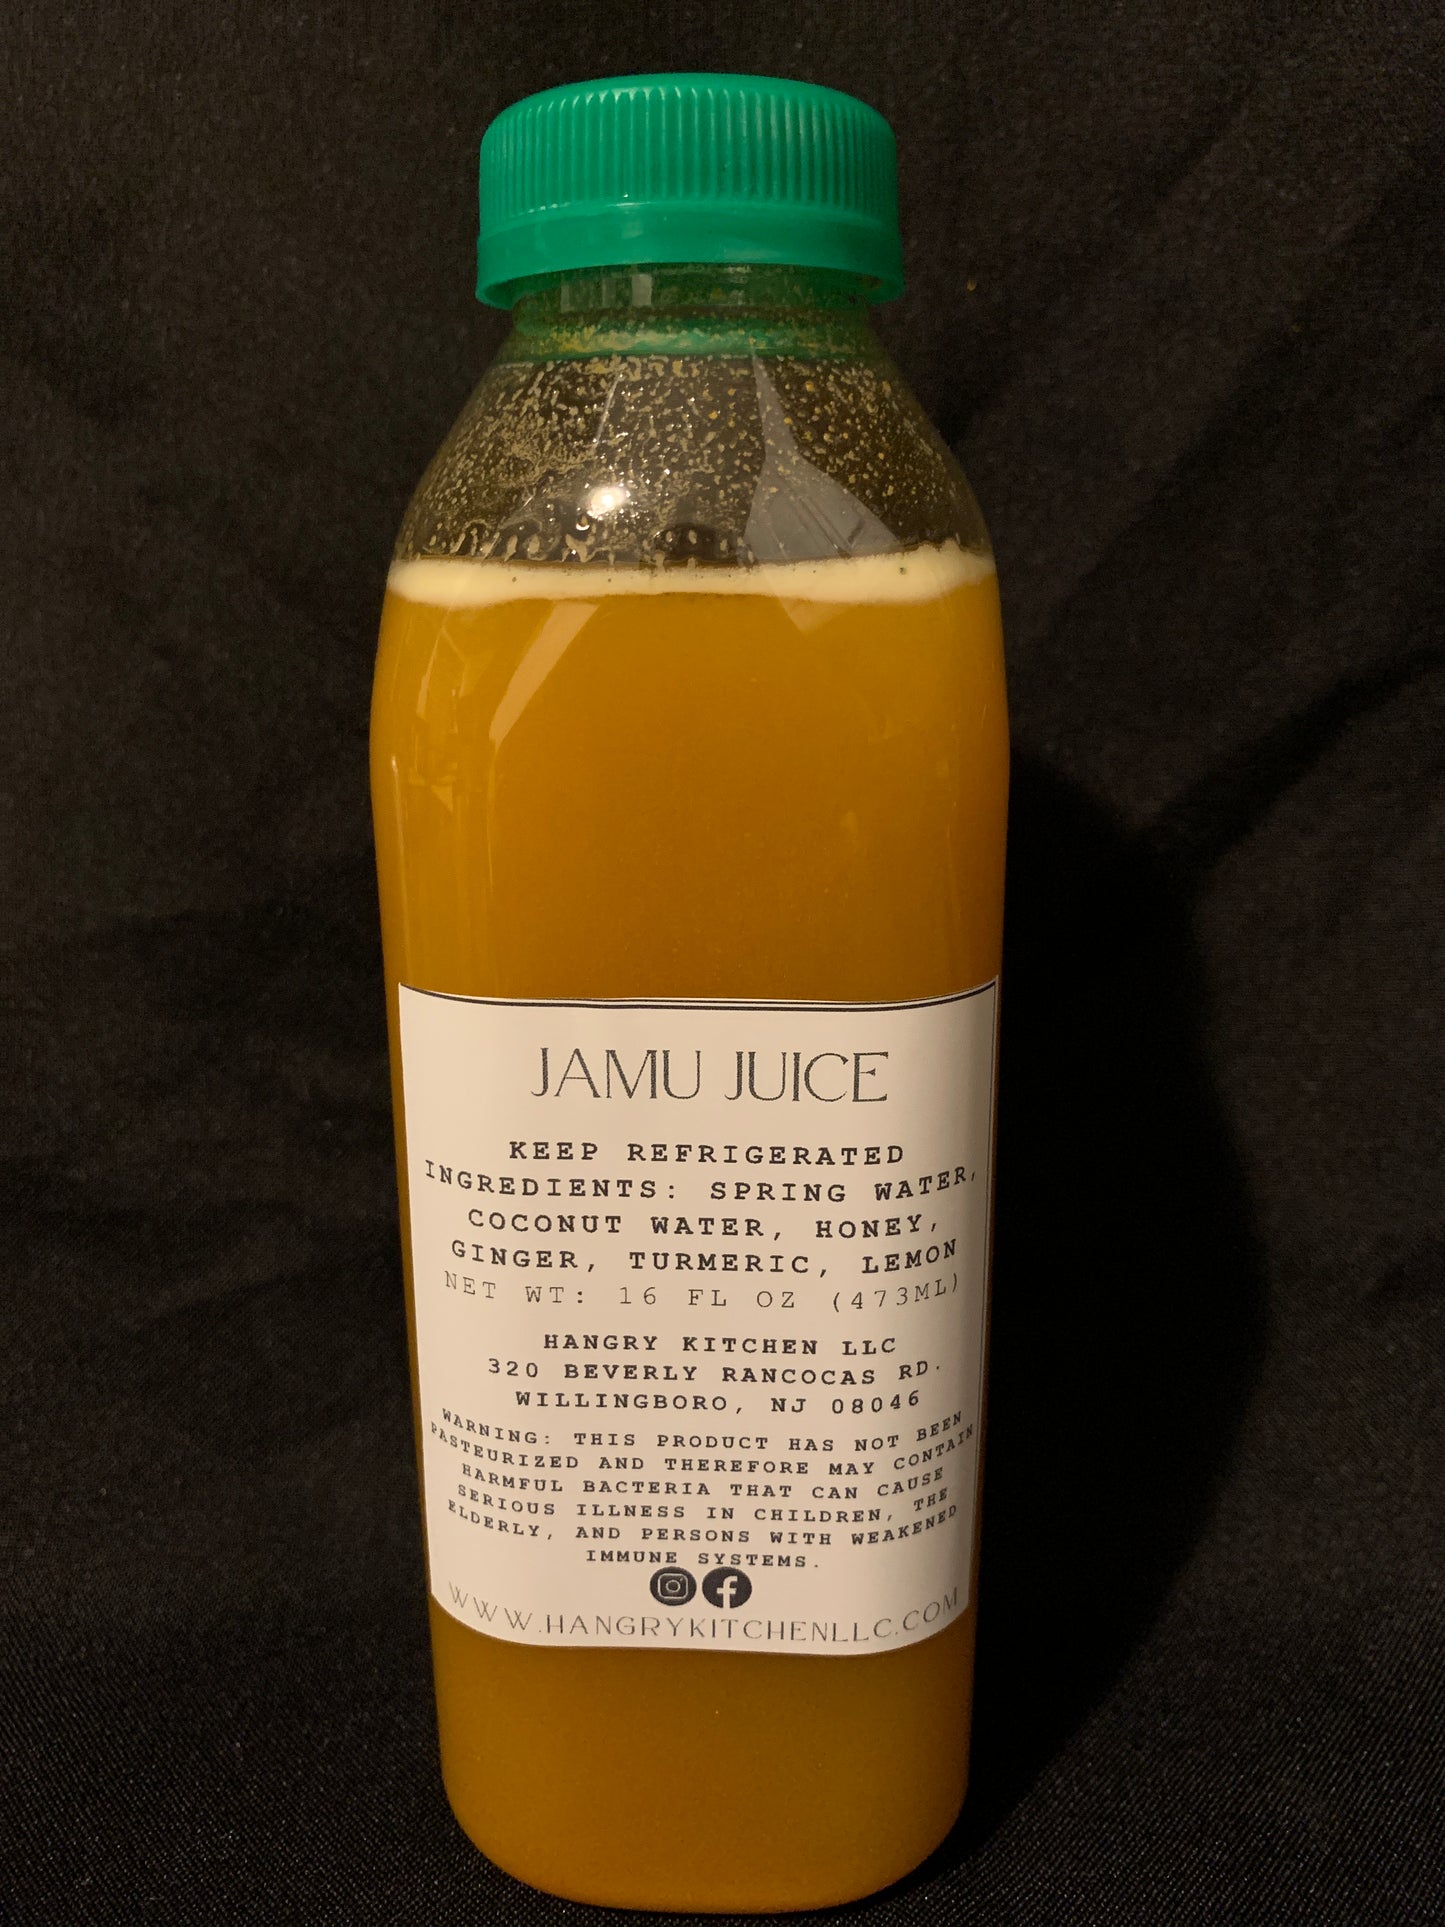 JAMU JUICE
KEEP REFRIGERATED
INGREDIENTS: SPRING WATER,
COCONUT WATER, HONEY,
GINGER, TURMERIC, LEMON
NET WT: 16 FL OZ (473ML)
HANGRY KITCHEN LLC
320 BEVERLY RANCOCAS RD.
WILLINGBORO, NJ 08046
WARNING: THIS PRODUCT HAS NOT BEEN
PASTEURIZED AND THEREFORE MAY CONTAIN
HARMFUL BACTERIA THAT CAN CAUSE
SERIOUS ILLNESS IN CHILDREN, THE
ELDERLY, AND PERSONS WITH WEAKENED
IMMUNE SYSTEMS.
WWW.HANGRYKITCHENLLC.COM